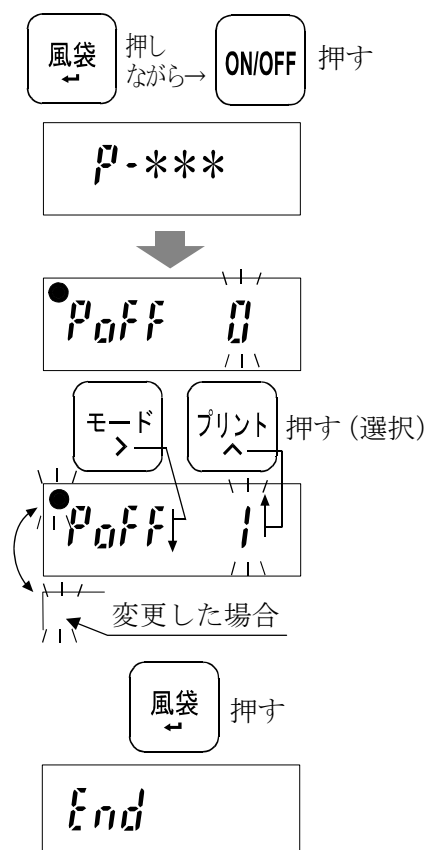 風袋 押しながら→ ON/OFF 押す
P-***
PoFF 0
モード プリント 押す（選択）
PoFF 1
変更した場合
風袋 押す
End